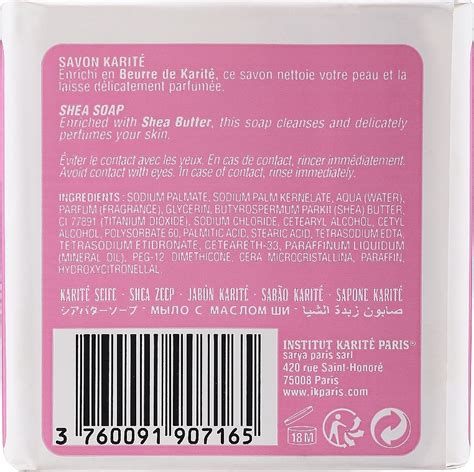 SAVON KARITÉ
Enrichi en Beurre de Karité, ce savon nettoie votre peau et la
laisse délicatement parfumée.
SHEA SOAP
Enriched with Shea Butter, this soap cleanses and delicately
perfumes your skin.
Éviter le contact avec les yeux. En cas de contact, rincer immédiatement.
Avoid contact with eyes. In case of contact, rinse immediately.
INGREDIENTS : SODIUM PALMATE, SODIUM PALM KERNELATE, AQUA (WATER),
PARFUM (FRAGRANCE), GLYCERIN, BUTYROSPERMUM PARKII (SHEA) BUTTER,
CI 77891 (TITANIUM DIOXIDE), SODIUM CHLORIDE, CETEARYL ALCOHOL, CETYL
ALCOHOL, POLYSORBATE 60, PALMITIC ACID, STEARIC ACID, TETRASODIUM EDTA,
TETRASODIUM ETIDRONATE, CETEARETH-33, PARAFFINUM LIQUIDUM
(MINERAL OIL), PEG-12 DIMETHICONE, CERA MICROCRISTALLINA, PARAFFIN,
HYDROXYCITRONELLAL
KARITÉ SEIFE - SHEA ZEEP - JABÓN KARITÉ - SABÃO KARITÉ - SAPONE KARITÉ
シアバターソープ - МЫЛО С МАСЛОМ ШИ - صابون زبدة الشيا
INSTITUT KARITÉ PARIS®
sarya paris sarl
420 rue Saint-Honoré
75008 Paris
www.ikparis.com
3 760091 907165
18 M